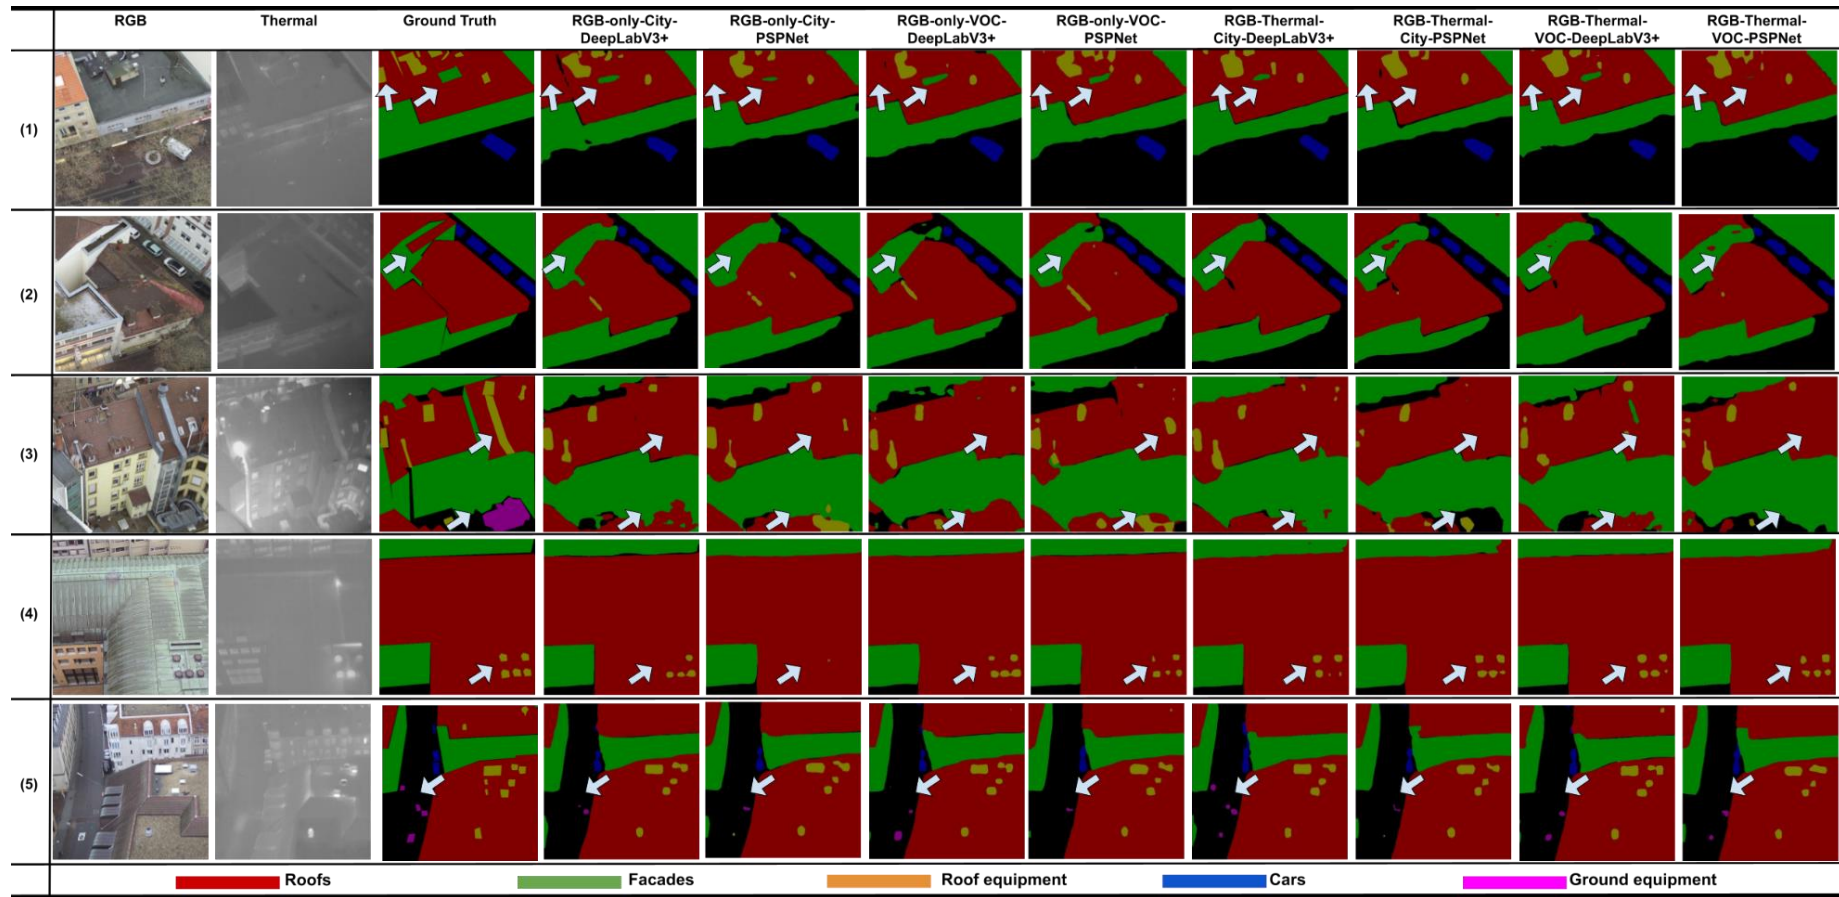 RGB
Thermal
Ground Truth
RGB-only-City-
DeepLabV3+
RGB-only-City-
PSPNet
RGB-only-VOC-
DeepLabV3+
RGB-only-VOC-
PSPNet
RGB-Thermal-
City-DeepLabV3+
RGB-Thermal-
City-PSPNet
RGB-Thermal-
VOC-DeepLabV3+
RGB-Thermal-
VOC-PSPNet
(1)
(2)
(3)
(4)
(5)
Roofs
Facades
Roof equipment
Cars
Ground equipment